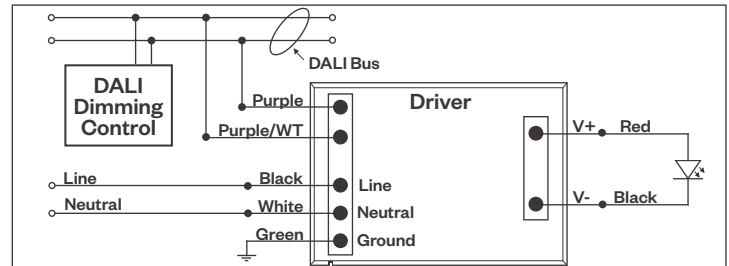 DALI Bus
DALI
Dimming
Control
Driver
Purple
Purple/WT
V+ Red
Line Black Line
Neutral White Neutral
V- Black
Green Ground